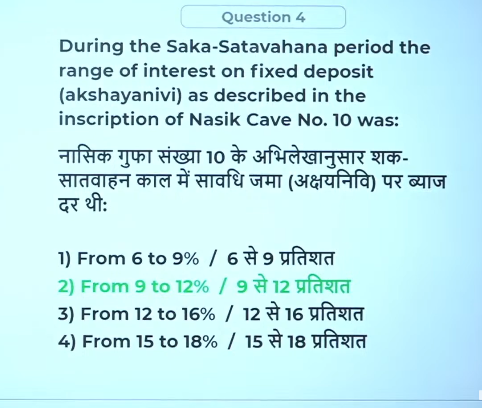 Question 4
During the Saka-Satavahana period the
range of interest on fixed deposit
(akshayanivi) as described in the
inscription of Nasik Cave No. 10 was:
नासिक गुफा संख्या 10 के अभिलेखानुसार शक-
सातवाहन काल में सावधि जमा (अक्षयनिवि) पर ब्याज
दर थी:
1) From 6 to 9% / 6 से 9 प्रतिशत
2) From 9 to 12% / 9 से 12 प्रतिशत
3) From 12 to 16% / 12 से 16 प्रतिशत
4) From 15 to 18% / 15 से 18 प्रतिशत